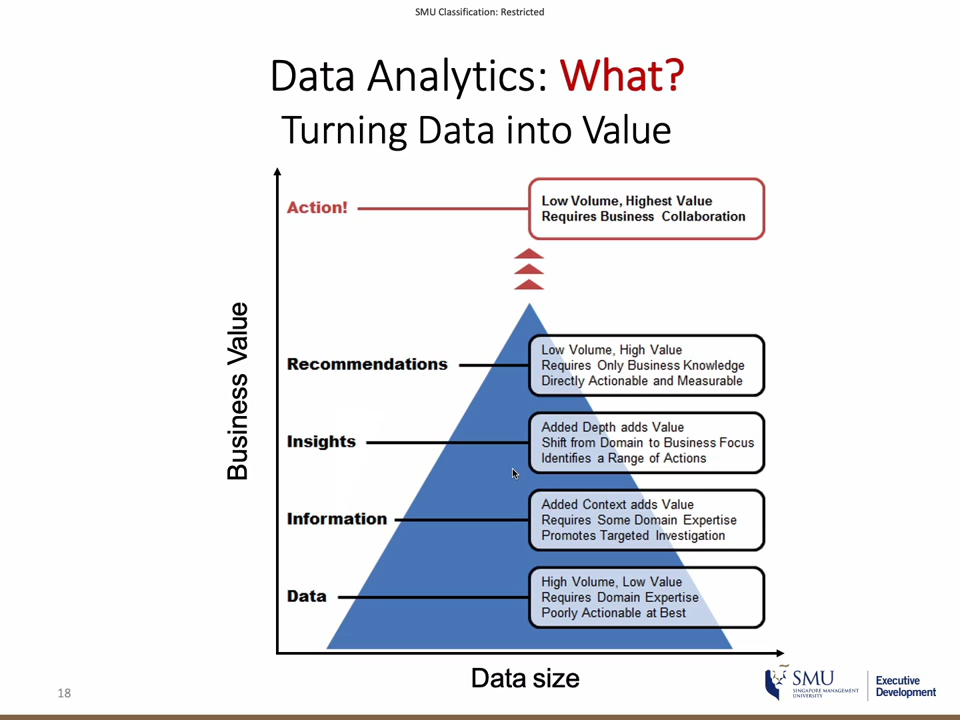 SMU Classification: Restricted
Data Analytics: What?
Turning Data into Value
Business Value
Action!
Low Volume, Highest Value
Requires Business Collaboration
Recommendations
Low Volume, High Value
Requires Only Business Knowledge
Directly Actionable and Measurable
Insights
Added Depth adds Value
Shift from Domain to Business Focus
Identifies a Range of Actions
Information
Added Context adds Value
Requires Some Domain Expertise
Promotes Targeted Investigation
Data
High Volume, Low Value
Requires Domain Expertise
Poorly Actionable at Best
Data size
18
SMU
SINGAPORE MANAGEMENT
UNIVERSITY
Executive
Development